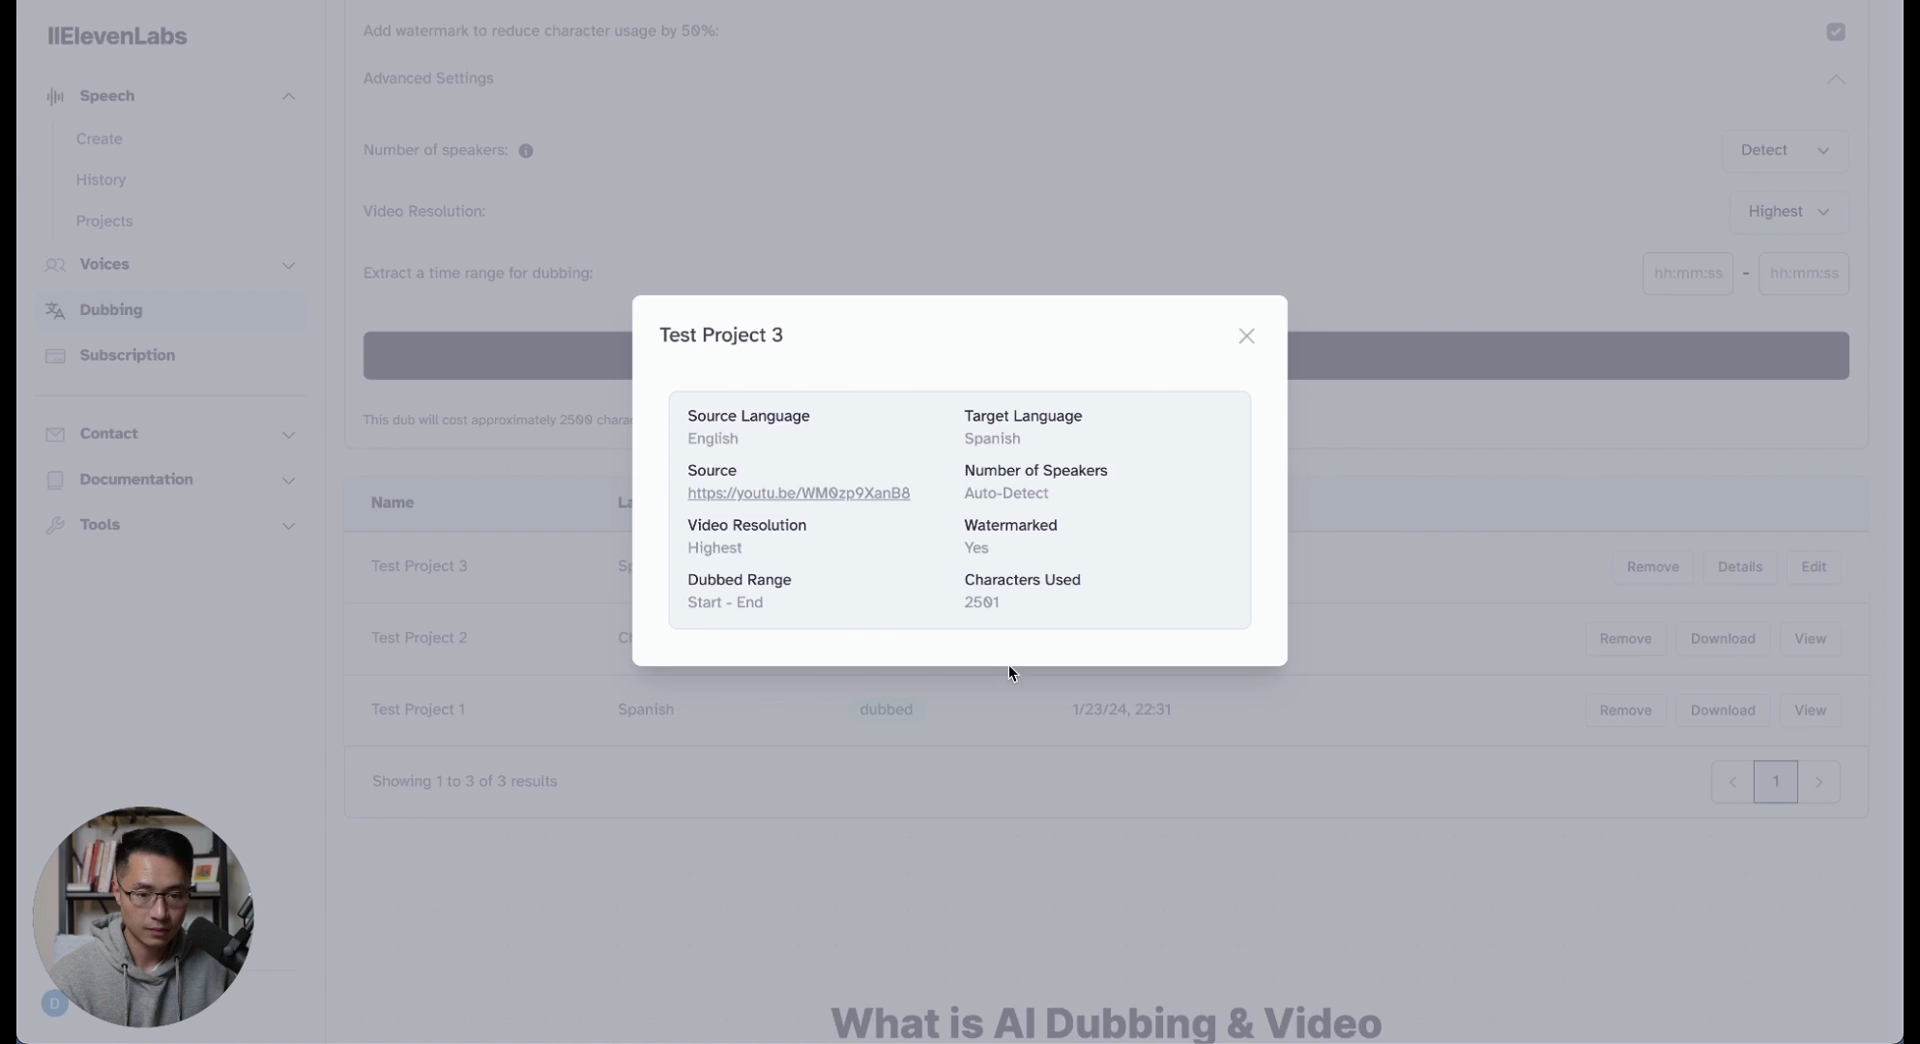 IIElevenLabs
Speech
Create
History
Projects
Voices
Dubbing
Subscription
Contact
Documentation
Tools
D
Add watermark to reduce character usage by 50%:
Advanced Settings
Number of speakers:
Detect
Video Resolution:
Highest
Extract a time range for dubbing:
hh:mm:ss - hh:mm:ss
This dub will cost approximately 2500
Test Project 3
Source Language
English
Target Language
Spanish
Source
https://youtu.be/WM0zp9XanB8
Number of Speakers
Auto-Detect
Video Resolution
Highest
Watermarked
Yes
Dubbed Range
Start - End
Characters Used
2501
Name
Test Project 3
Remove Details Edit
Test Project 2
Remove Download View
Test Project 1 Spanish dubbed 1/23/24, 22:31 Remove Download View
Showing 1 to 3 of 3 results
< 1 >
What is AI Dubbing & Video